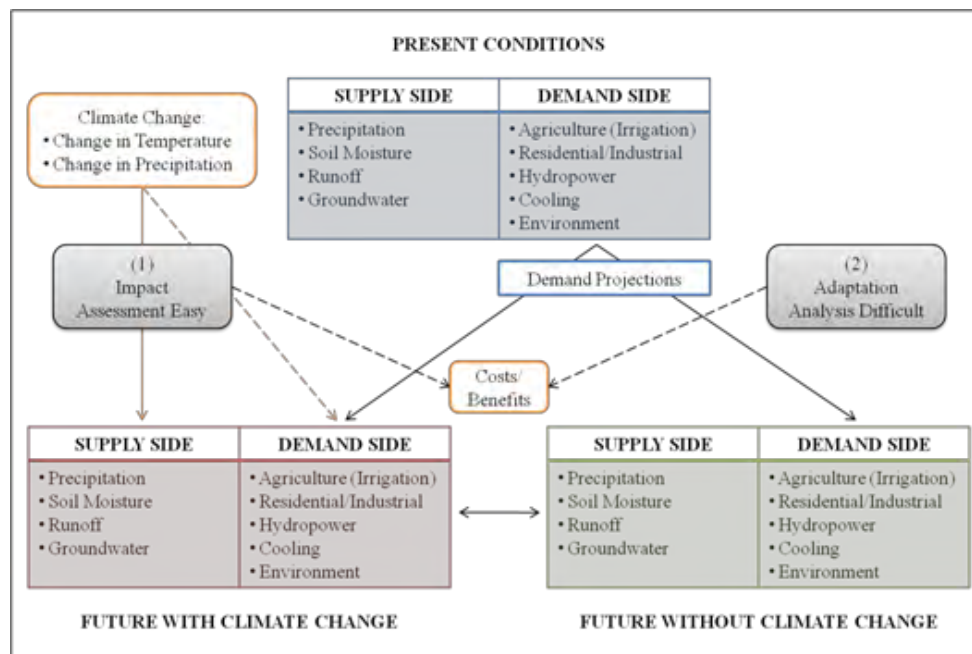 PRESENT CONDITIONS
SUPPLY SIDE
• Precipitation
• Soil Moisture
• Runoff
• Groundwater
DEMAND SIDE
• Agriculture (Irrigation)
• Residential/Industrial
• Hydropower
• Cooling
• Environment
Climate Change:
• Change in Temperature
• Change in Precipitation
(1)
Impact
Assessment Easy
Demand Projections
(2)
Adaptation
Analysis Difficult
Costs/
Benefits
SUPPLY SIDE
• Precipitation
• Soil Moisture
• Runoff
• Groundwater
DEMAND SIDE
• Agriculture (Irrigation)
• Residential/Industrial
• Hydropower
• Cooling
• Environment
FUTURE WITH CLIMATE CHANGE
SUPPLY SIDE
• Precipitation
• Soil Moisture
• Runoff
• Groundwater
DEMAND SIDE
• Agriculture (Irrigation)
• Residential/Industrial
• Hydropower
• Cooling
• Environment
FUTURE WITHOUT CLIMATE CHANGE